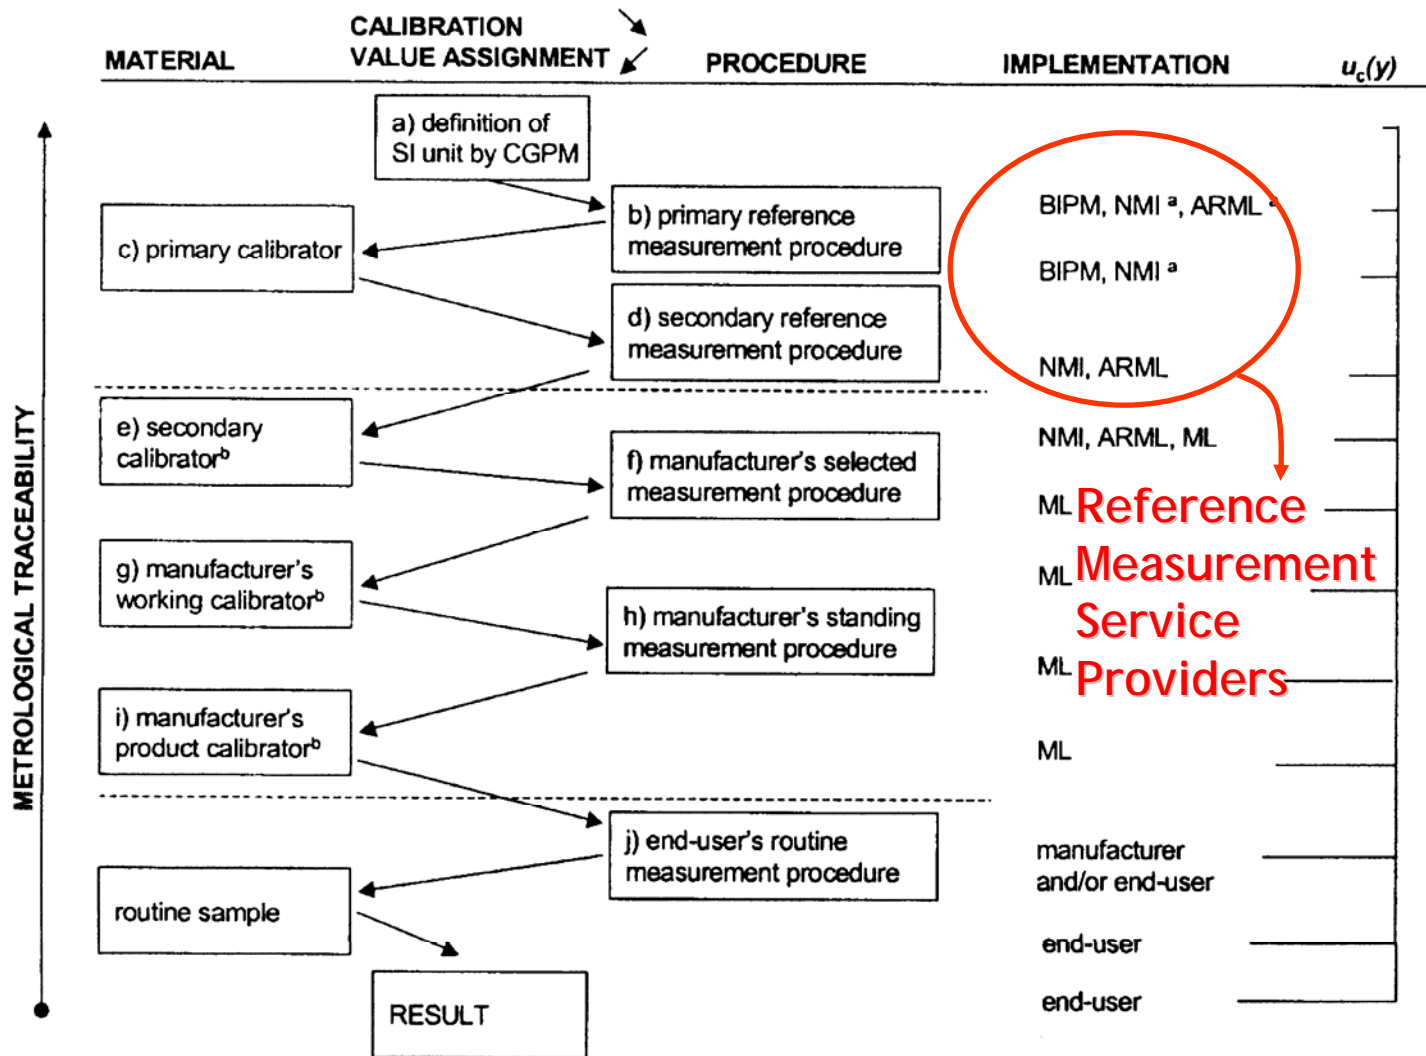 CALIBRATION
MATERIAL VALUE ASSIGNMENT PROCEDURE IMPLEMENTATION u_c(y)
a) definition of
SI unit by CGPM
b) primary reference
measurement procedure
BIPM, NMI ᵃ, ARML ᵃ
c) primary calibrator
BIPM, NMI ᵃ
d) secondary reference
measurement procedure
NMI, ARML
e) secondary
calibratorᵇ
NMI, ARML, ML
f) manufacturer's selected
measurement procedure
ML
g) manufacturer's
working calibratorᵇ
ML
h) manufacturer's standing
measurement procedure
ML
i) manufacturer's
product calibratorᵇ
ML
j) end-user's routine
measurement procedure
manufacturer
and/or end-user
routine sample
end-user
RESULT
end-user
METROLOGICAL TRACEABILITY
Reference
Measurement
Service
Providers